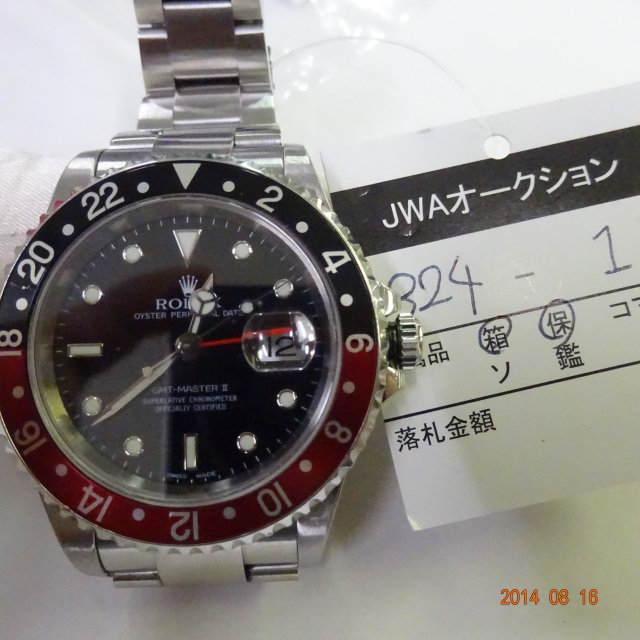 22 2 4 6 8 10 12 14 16 18 20
ROLEX
OYSTER PERPETUAL DATE
12
GMT-MASTER II
SUPERLATIVE CHRONOMETER
OFFICIALLY CERTIFIED
JWAオークション
324 - 1
品 箱 保
ソ 鑑
落札金額
2014 08 16